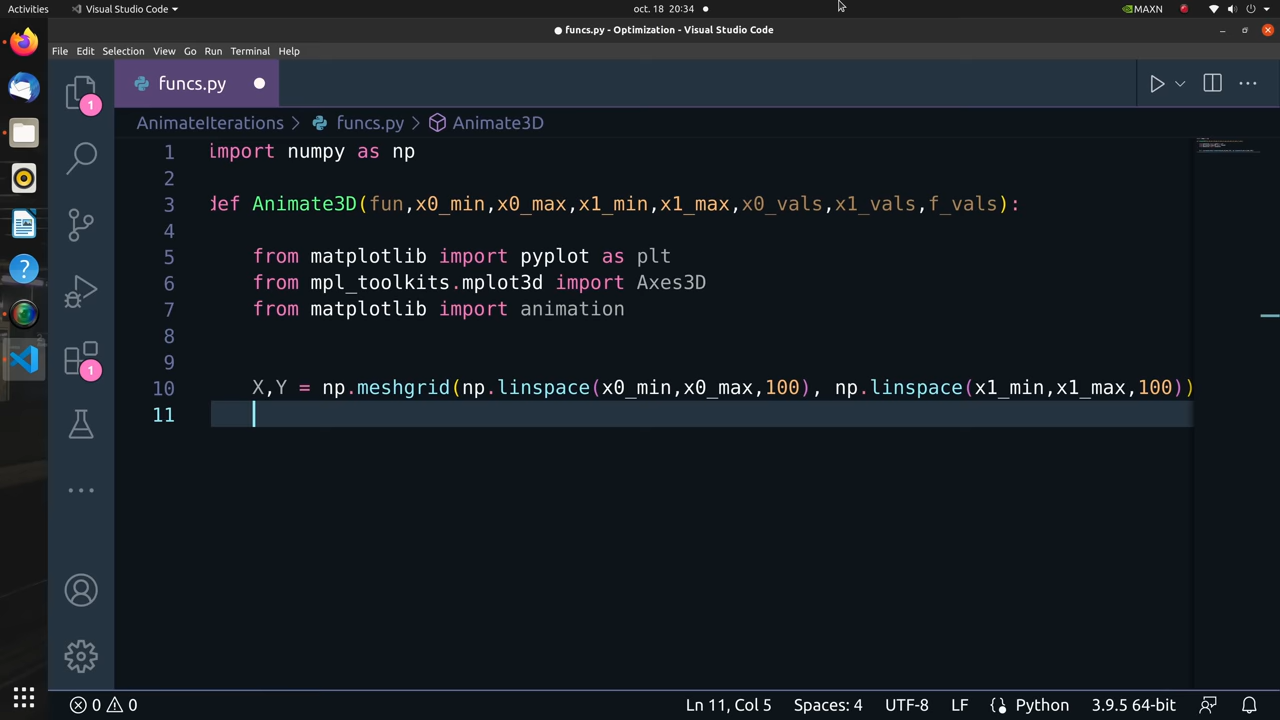 Activities
Visual Studio Code
oct. 18 20:34
MAXN
funcs.py - Optimization - Visual Studio Code
File Edit Selection View Go Run Terminal Help
funcs.py
AnimateIterations > funcs.py > Animate3D
1 import numpy as np
2
3 def Animate3D(fun,x0_min,x0_max,x1_min,x1_max,x0_vals,x1_vals,f_vals):
4
5 from matplotlib import pyplot as plt
6 from mpl_toolkits.mplot3d import Axes3D
7 from matplotlib import animation
8
9
10 X,Y = np.meshgrid(np.linspace(x0_min,x0_max,100), np.linspace(x1_min,x1_max,100))
11
1
1
0 0
Ln 11, Col 5
Spaces: 4
UTF-8
LF
Python
3.9.5 64-bit